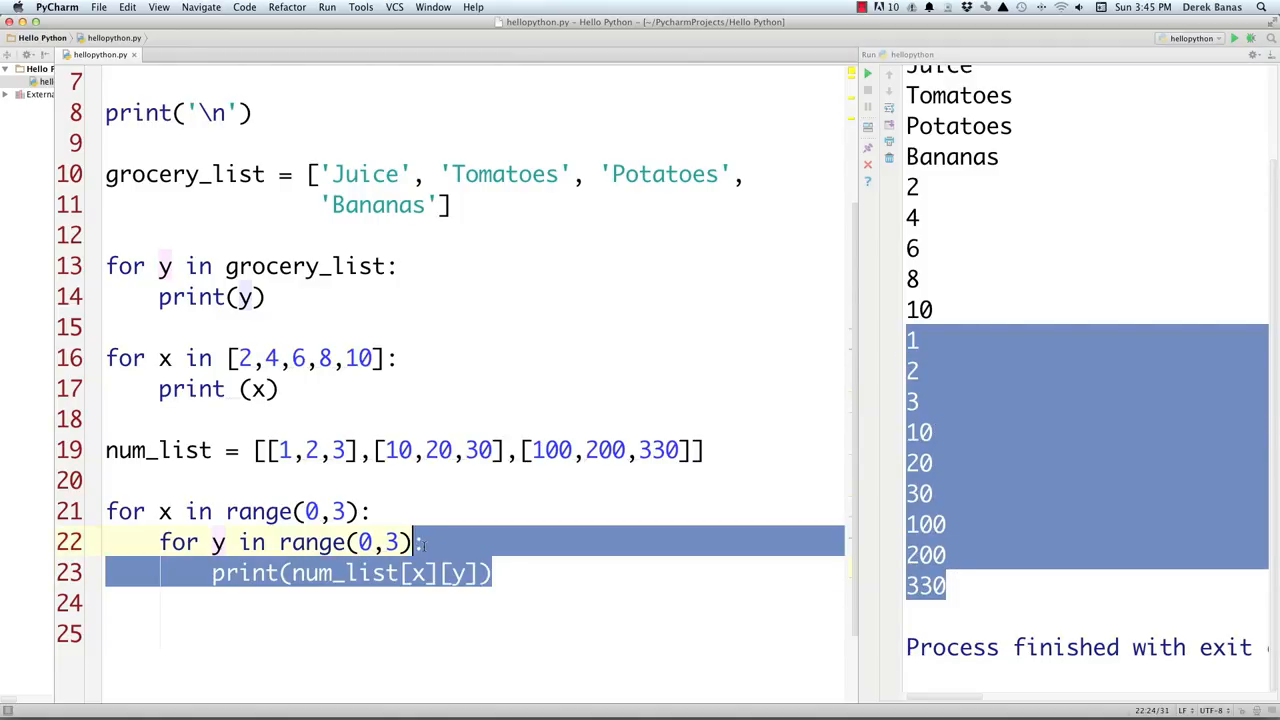 PyCharm File Edit View Navigate Code Refactor Run Tools VCS Window Help
10
Sun 3:45 PM Derek Banas
hellopython.py - Hello Python - [~/PycharmProjects/Hello Python]
Hello Python hellopython.py
hellopython
hellopython.py ×
Run hellopython
Hello P
hell
Externa
7
8 print('\n')
9
10 grocery_list = ['Juice', 'Tomatoes', 'Potatoes',
11 'Bananas']
12
13 for y in grocery_list:
14 print(y)
15
16 for x in [2,4,6,8,10]:
17 print (x)
18
19 num_list = [[1,2,3],[10,20,30],[100,200,330]]
20
21 for x in range(0,3):
22 for y in range(0,3):
23 print(num_list[x][y])
24
25
Juice
Tomatoes
Potatoes
Bananas
2
4
6
8
10
1
2
3
10
20
30
100
200
330
Process finished with exit
22:24/31 LF UTF-8